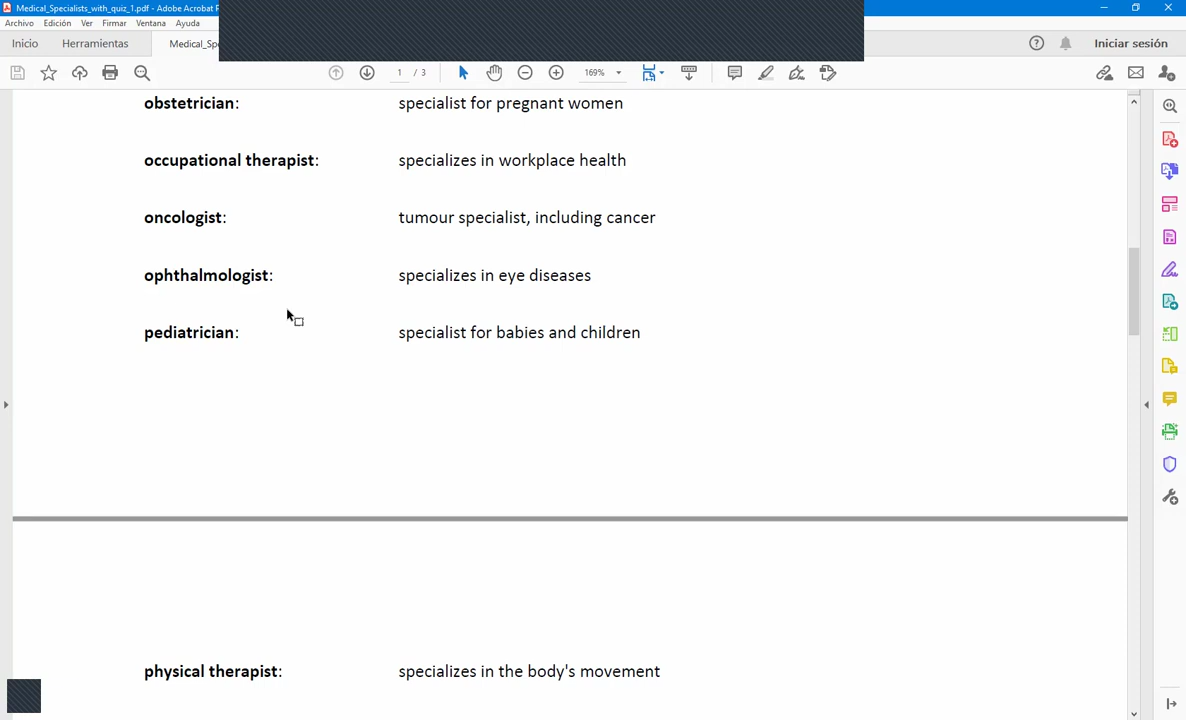 Medical_Specialists_with_quiz_1.pdf - Adobe Acrobat
Archivo Edición Ver Firmar Ventana Ayuda
Inicio Herramientas Iniciar sesión
1 / 3 169%
obstetrician: specialist for pregnant women
occupational therapist: specializes in workplace health
oncologist: tumour specialist, including cancer
ophthalmologist: specializes in eye diseases
pediatrician: specialist for babies and children
physical therapist: specializes in the body's movement